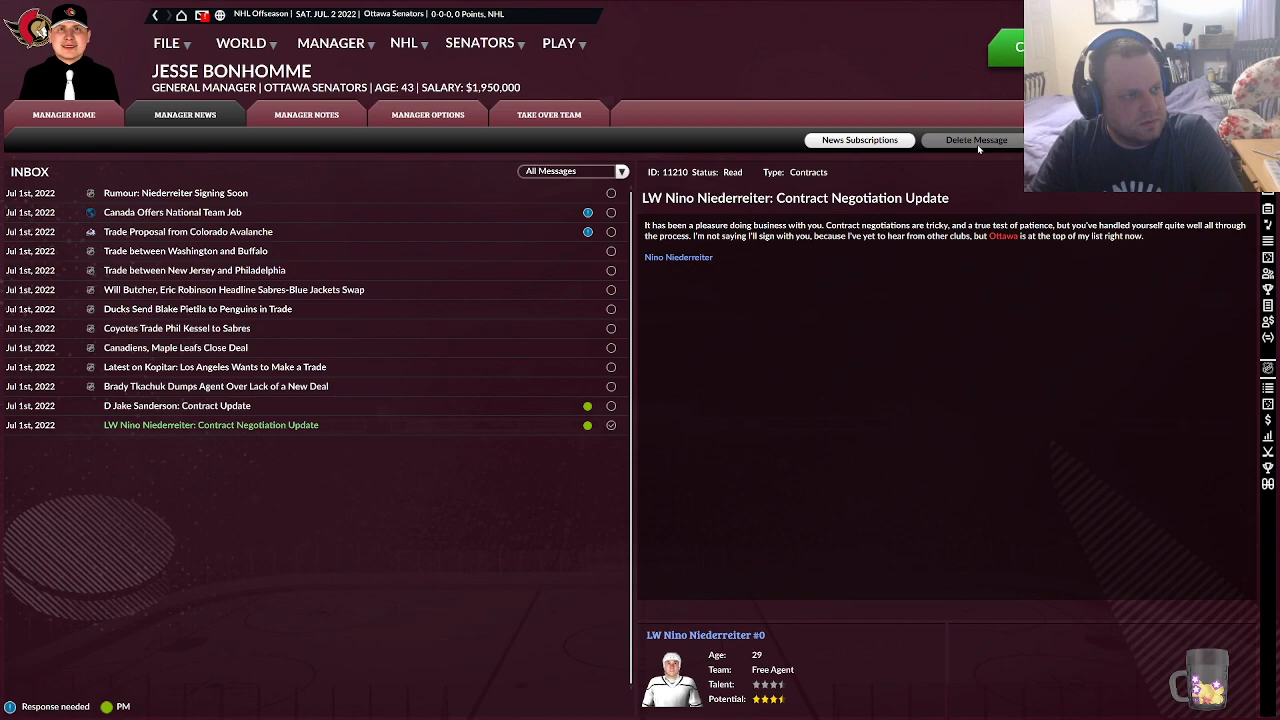 NHL Offseason | SAT. JUL. 2 2022 | Ottawa Senators | 0-0-0, 0 Points, NHL
FILE WORLD MANAGER NHL SENATORS PLAY
JESSE BONHOMME
GENERAL MANAGER | OTTAWA SENATORS | AGE: 43 | SALARY: $1,950,000
MANAGER HOME MANAGER NEWS MANAGER NOTES MANAGER OPTIONS TAKE OVER TEAM
News Subscriptions Delete Message
INBOX All Messages
Jul 1st, 2022 Rumour: Niederreiter Signing Soon
Jul 1st, 2022 Canada Offers National Team Job
Jul 1st, 2022 Trade Proposal from Colorado Avalanche
Jul 1st, 2022 Trade between Washington and Buffalo
Jul 1st, 2022 Trade between New Jersey and Philadelphia
Jul 1st, 2022 Will Butcher, Eric Robinson Headline Sabres-Blue Jackets Swap
Jul 1st, 2022 Ducks Send Blake Pietila to Penguins in Trade
Jul 1st, 2022 Coyotes Trade Phil Kessel to Sabres
Jul 1st, 2022 Canadiens, Maple Leafs Close Deal
Jul 1st, 2022 Latest on Kopitar: Los Angeles Wants to Make a Trade
Jul 1st, 2022 Brady Tkachuk Dumps Agent Over Lack of a New Deal
Jul 1st, 2022 D Jake Sanderson: Contract Update
Jul 1st, 2022 LW Nino Niederreiter: Contract Negotiation Update
Response needed PM
ID: 11210 Status: Read Type: Contracts
LW Nino Niederreiter: Contract Negotiation Update
It has been a pleasure doing business with you. Contract negotiations are tricky, and a true test of patience, but you've handled yourself quite well all through
the process. I'm not saying I'll sign with you, because I've yet to hear from other clubs, but Ottawa is at the top of my list right now.
Nino Niederreiter
LW Nino Niederreiter #0
Age: 29
Team: Free Agent
Talent:
Potential: